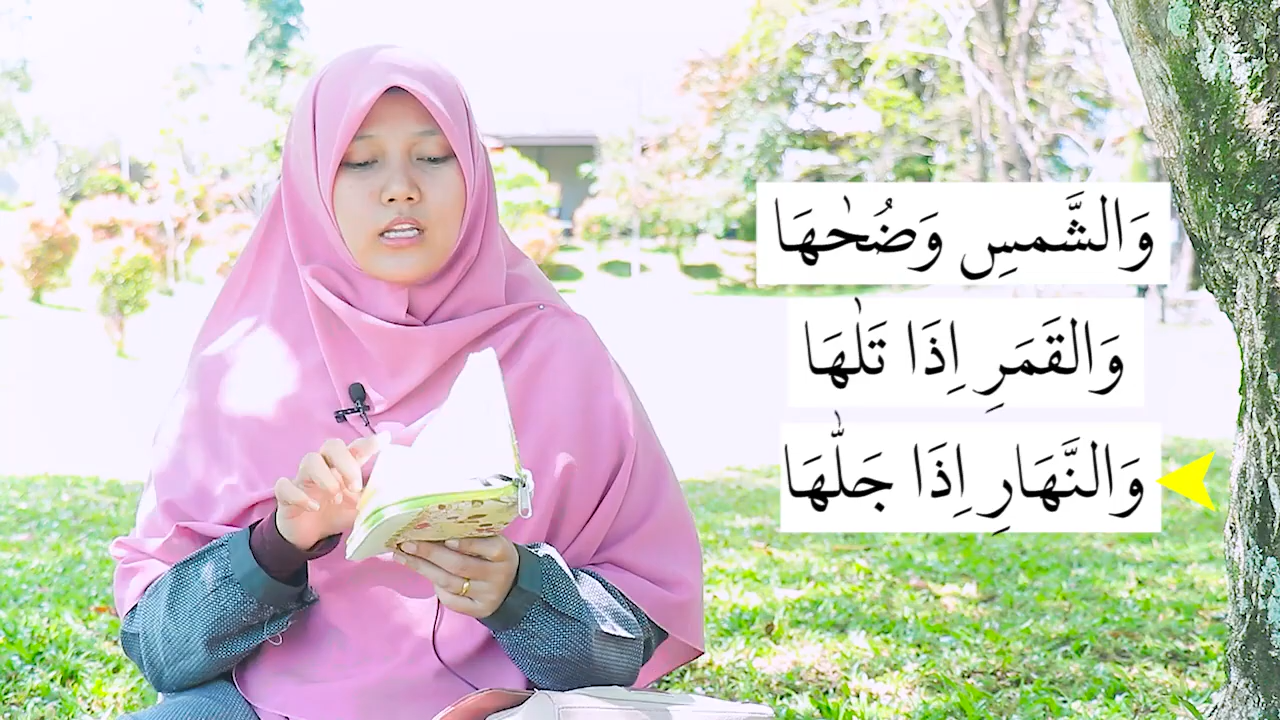 وَالشَّمسِ وَضُحٰهَا
وَالقَمَرِ اِذَا تَلٰهَا
وَالنَّهَارِ اِذَا جَلّٰهَا